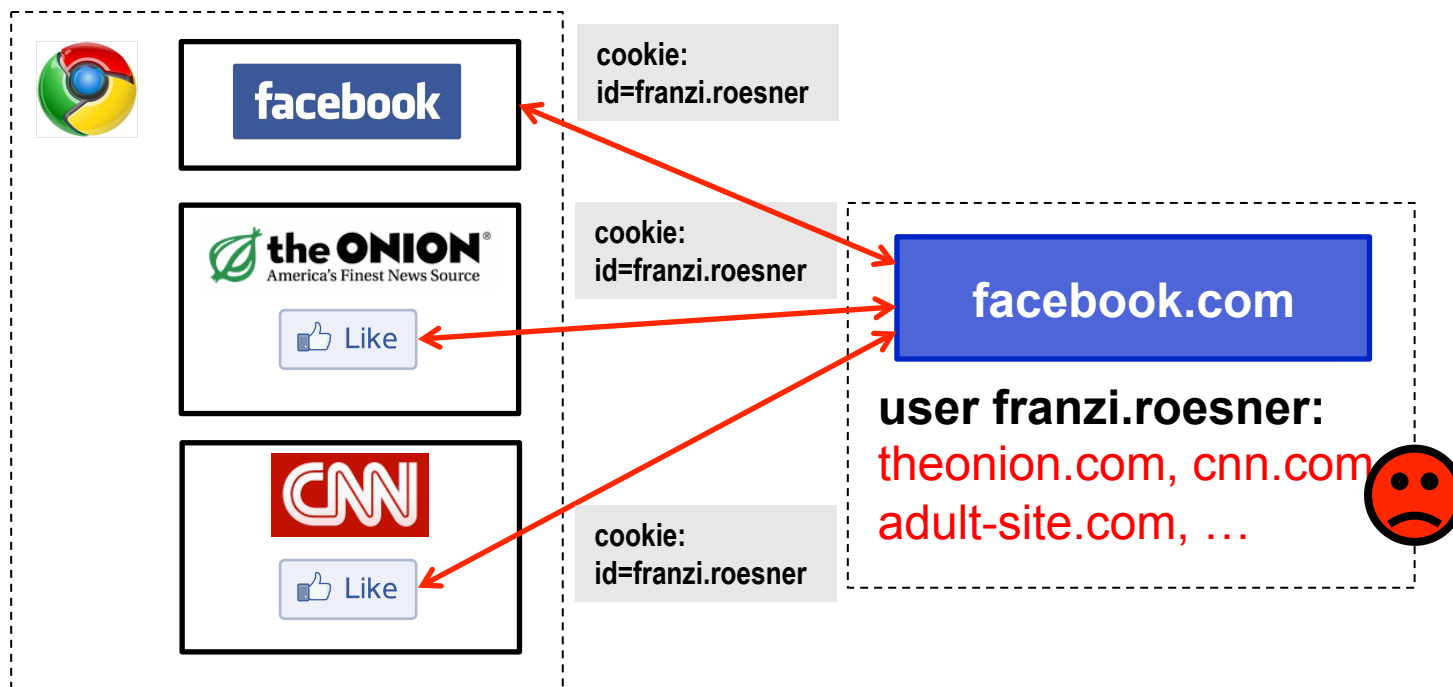 facebook
cookie:
id=franzi.roesner
the ONION®
America's Finest News Source
Like
cookie:
id=franzi.roesner
facebook.com
user franzi.roesner:
theonion.com, cnn.com
adult-site.com, …
CNN
Like
cookie:
id=franzi.roesner